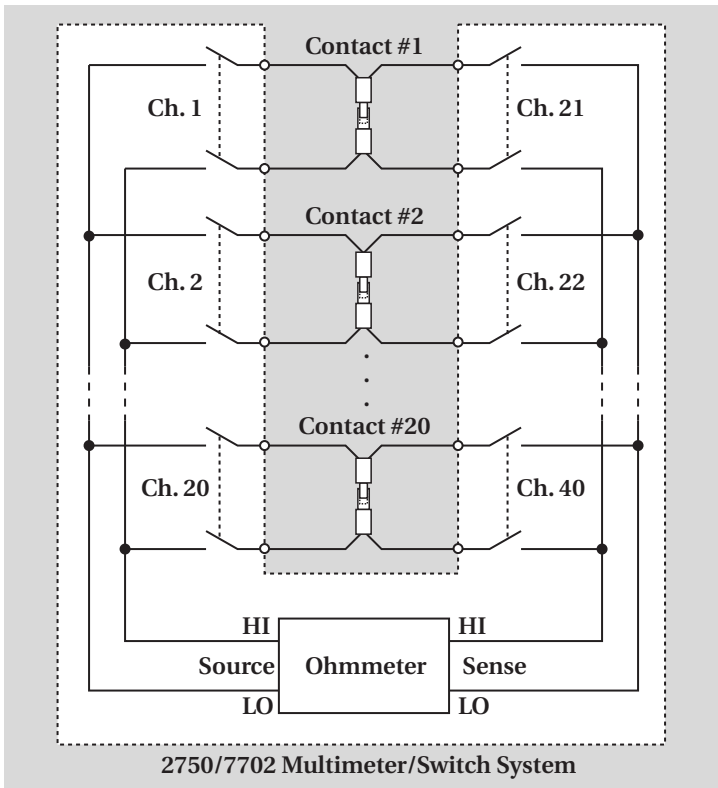 Contact #1
Ch. 1
Ch. 21
Contact #2
Ch. 2
Ch. 22
Contact #20
Ch. 20
Ch. 40
HI
HI
Source
Ohmmeter
Sense
LO
LO
2750/7702 Multimeter/Switch System